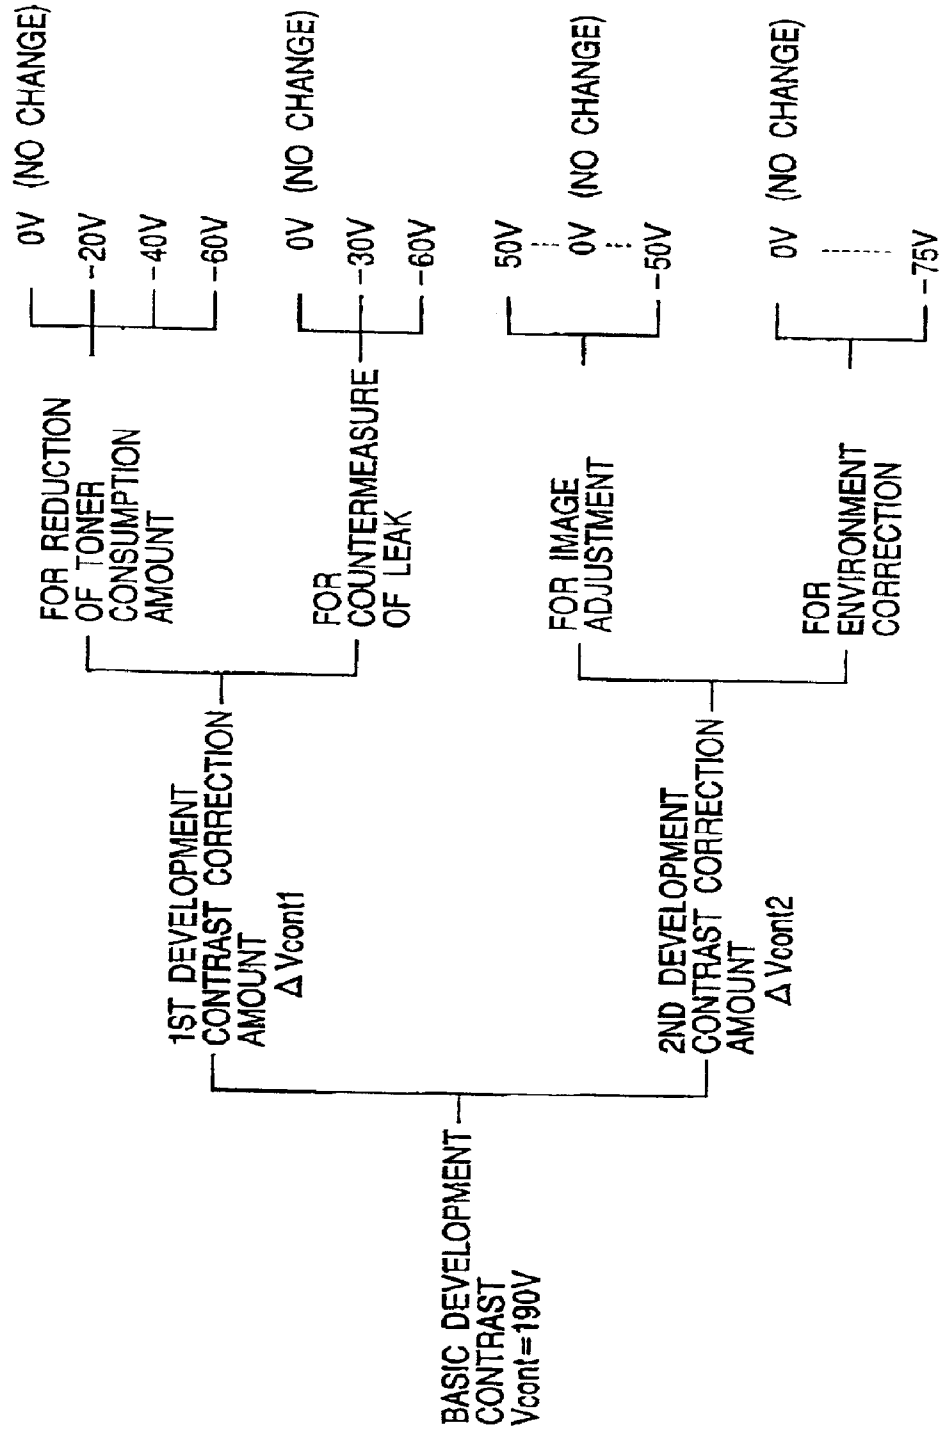 BASIC DEVELOPMENT
CONTRAST
Vcont=190V
1ST DEVELOPMENT
CONTRAST CORRECTION
AMOUNT
ΔVcont1
FOR REDUCTION
OF TONER
CONSUMPTION
AMOUNT
0V (NO CHANGE)
-20V
-40V
-60V
FOR
COUNTERMEASURE
OF LEAK
0V (NO CHANGE)
-30V
-60V
2ND DEVELOPMENT
CONTRAST CORRECTION
AMOUNT
ΔVcont2
FOR IMAGE
ADJUSTMENT
50V
0V (NO CHANGE)
-50V
FOR
ENVIRONMENT
CORRECTION
0V (NO CHANGE)
-75V